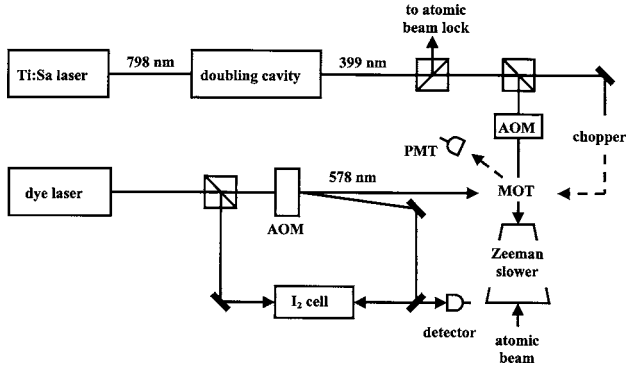 to atomic
beam lock
Ti:Sa laser
798 nm
doubling cavity
399 nm
AOM
chopper
PMT
578 nm
dye laser
MOT
AOM
Zeeman
slower
I₂ cell
detector
atomic
beam